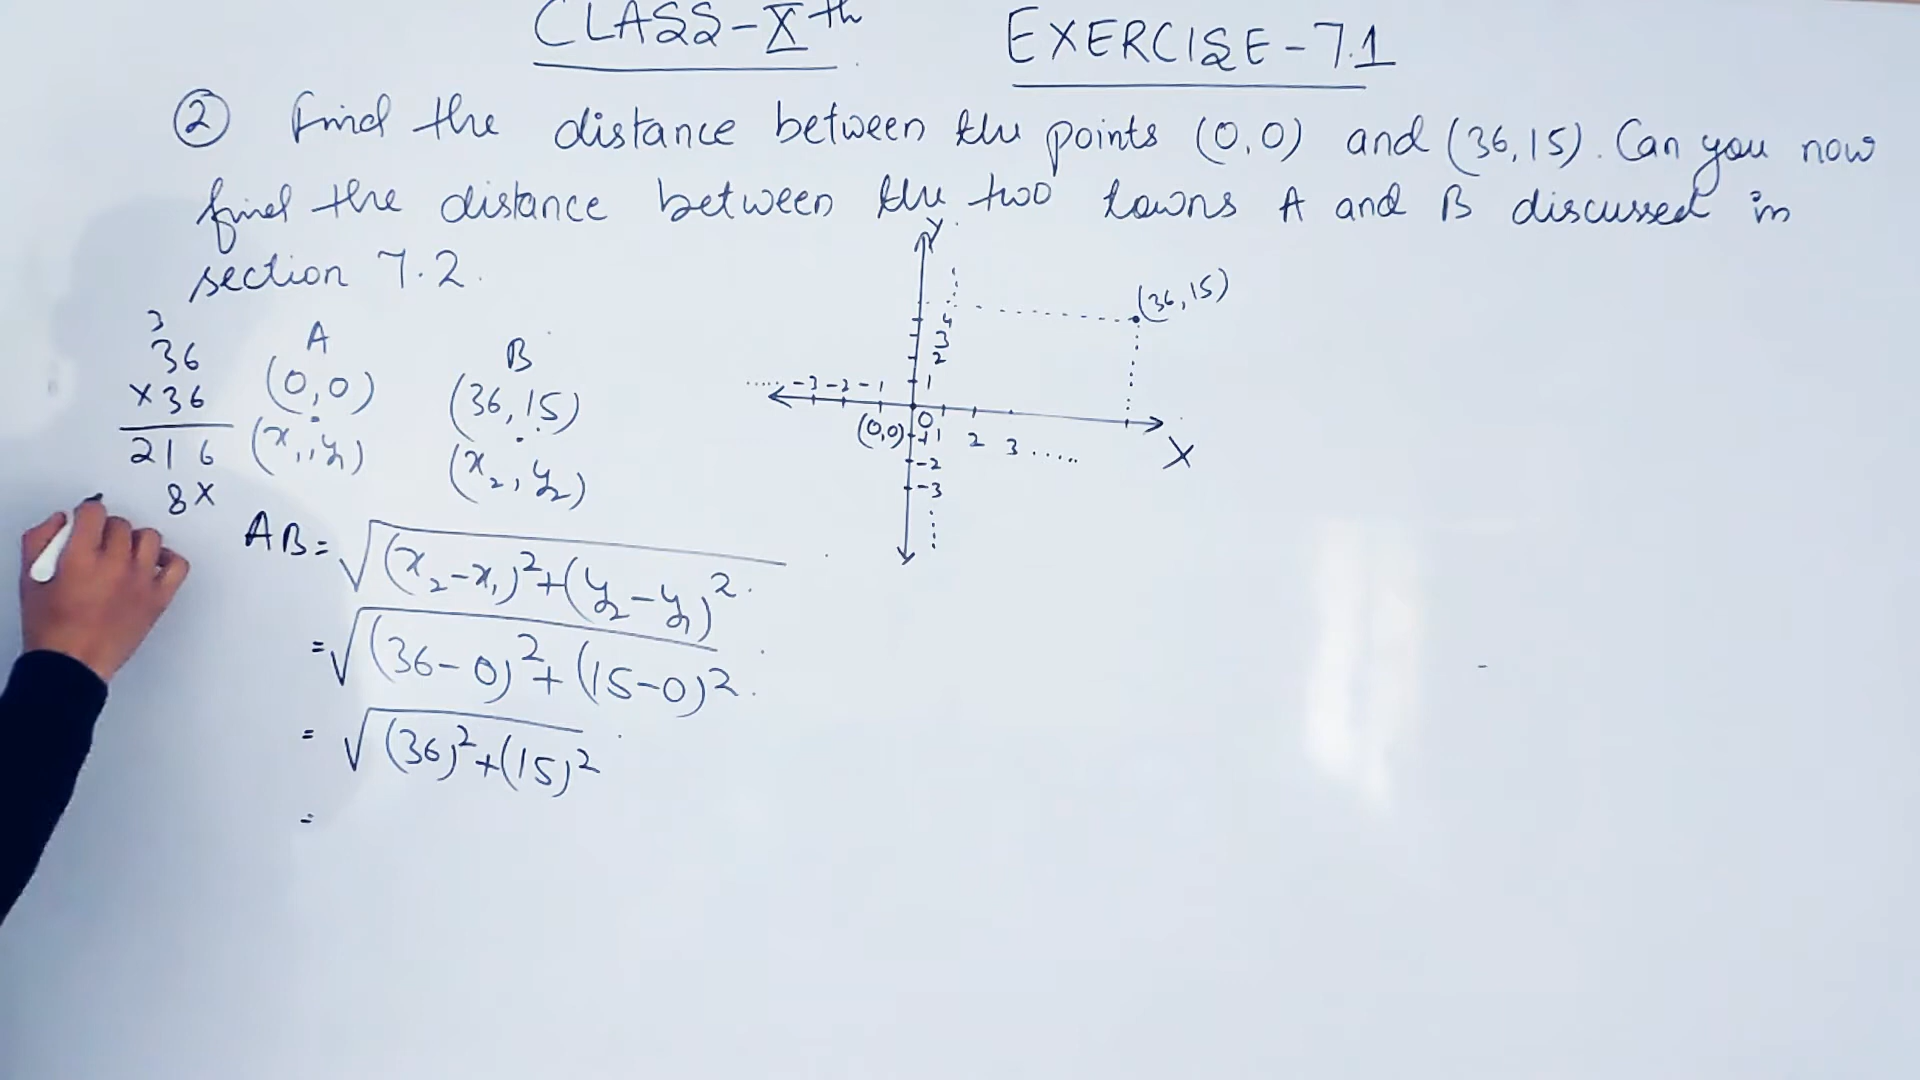 CLASS-Xth EXERCISE-7.1
② Find the distance between the points (0,0) and (36,15). Can you now
find the distance between the two towns A and B discussed in
section 7.2.
Y
(36,15)
4
3
2
1
..... -3 -2 -1
0
(0,0) -1 1 2 3 .....
X
-2
-3
3
36
×36
216
8×
A
(0,0)
(x₁,y₁)
B
(36,15)
(x₂,y₂)
AB=√(x₂-x₁)²+(y₂-y₁)²
=√(36-0)²+(15-0)²
=√(36)²+(15)²
=